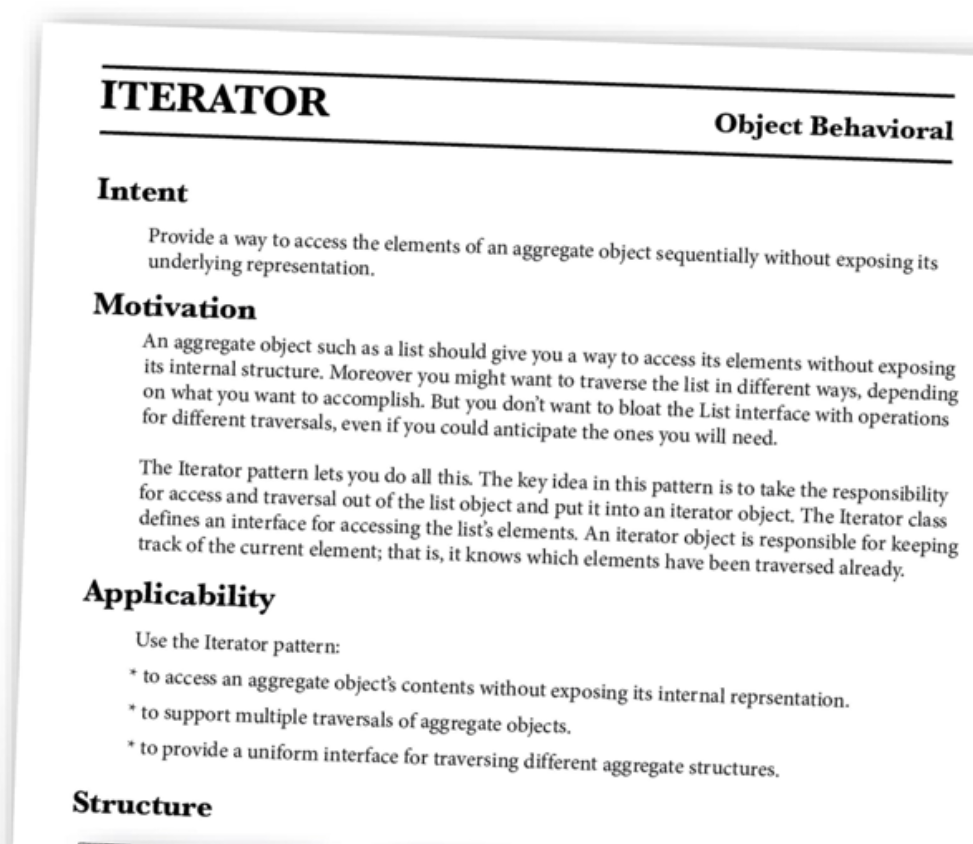 ITERATOR
Object Behavioral
Intent
Provide a way to access the elements of an aggregate object sequentially without exposing its
underlying representation.
Motivation
An aggregate object such as a list should give you a way to access its elements without exposing
its internal structure. Moreover you might want to traverse the list in different ways, depending
on what you want to accomplish. But you don't want to bloat the List interface with operations
for different traversals, even if you could anticipate the ones you will need.
The Iterator pattern lets you do all this. The key idea in this pattern is to take the responsibility
for access and traversal out of the list object and put it into an iterator object. The Iterator class
defines an interface for accessing the list's elements. An iterator object is responsible for keeping
track of the current element; that is, it knows which elements have been traversed already.
Applicability
Use the Iterator pattern:
* to access an aggregate object's contents without exposing its internal reprsentation.
* to support multiple traversals of aggregate objects.
* to provide a uniform interface for traversing different aggregate structures.
Structure